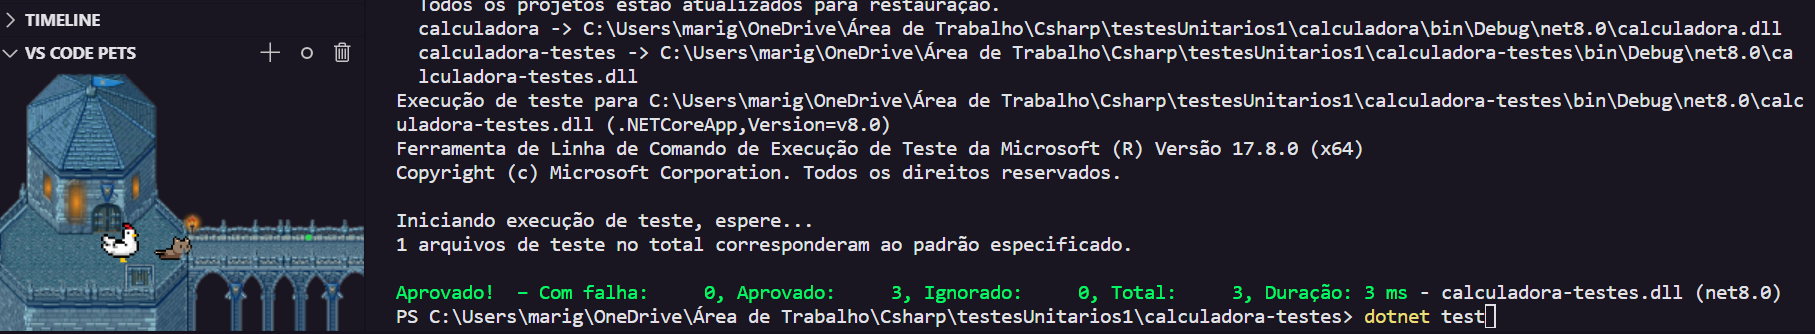 TIMELINE
VS CODE PETS
Todos os projetos estão atualizados para restauração.
calculadora -> C:\Users\marig\OneDrive\Área de Trabalho\Csharp\testesUnitarios1\calculadora\bin\Debug\net8.0\calculadora.dll
calculadora-testes -> C:\Users\marig\OneDrive\Área de Trabalho\Csharp\testesUnitarios1\calculadora-testes\bin\Debug\net8.0\ca
lculadora-testes.dll
Execução de teste para C:\Users\marig\OneDrive\Área de Trabalho\Csharp\testesUnitarios1\calculadora-testes\bin\Debug\net8.0\calc
uladora-testes.dll (.NETCoreApp,Version=v8.0)
Ferramenta de Linha de Comando de Execução de Teste da Microsoft (R) Versão 17.8.0 (x64)
Copyright (c) Microsoft Corporation. Todos os direitos reservados.
Iniciando execução de teste, espere...
1 arquivos de teste no total corresponderam ao padrão especificado.
Aprovado!  – Com falha:     0, Aprovado:     3, Ignorado:     0, Total:     3, Duração: 3 ms - calculadora-testes.dll (net8.0)
PS C:\Users\marig\OneDrive\Área de Trabalho\Csharp\testesUnitarios1\calculadora-testes> dotnet test